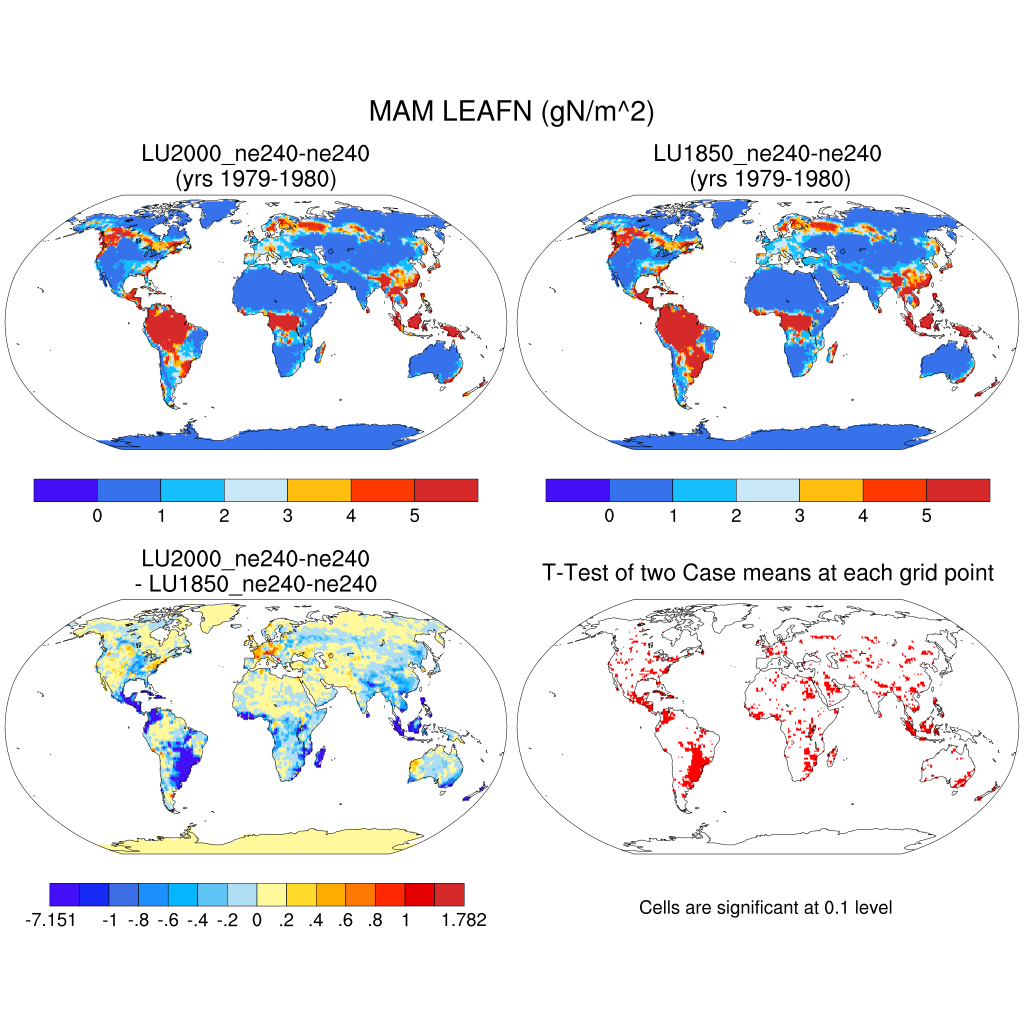 MAM LEAFN (gN/m^2)
LU2000_ne240-ne240
(yrs 1979-1980)
LU1850_ne240-ne240
(yrs 1979-1980)
0 1 2 3 4 5
0 1 2 3 4 5
LU2000_ne240-ne240
- LU1850_ne240-ne240
T-Test of two Case means at each grid point
-7.151 -1 -.8 -.6 -.4 -.2 0 .2 .4 .6 .8 1 1.782
Cells are significant at 0.1 level